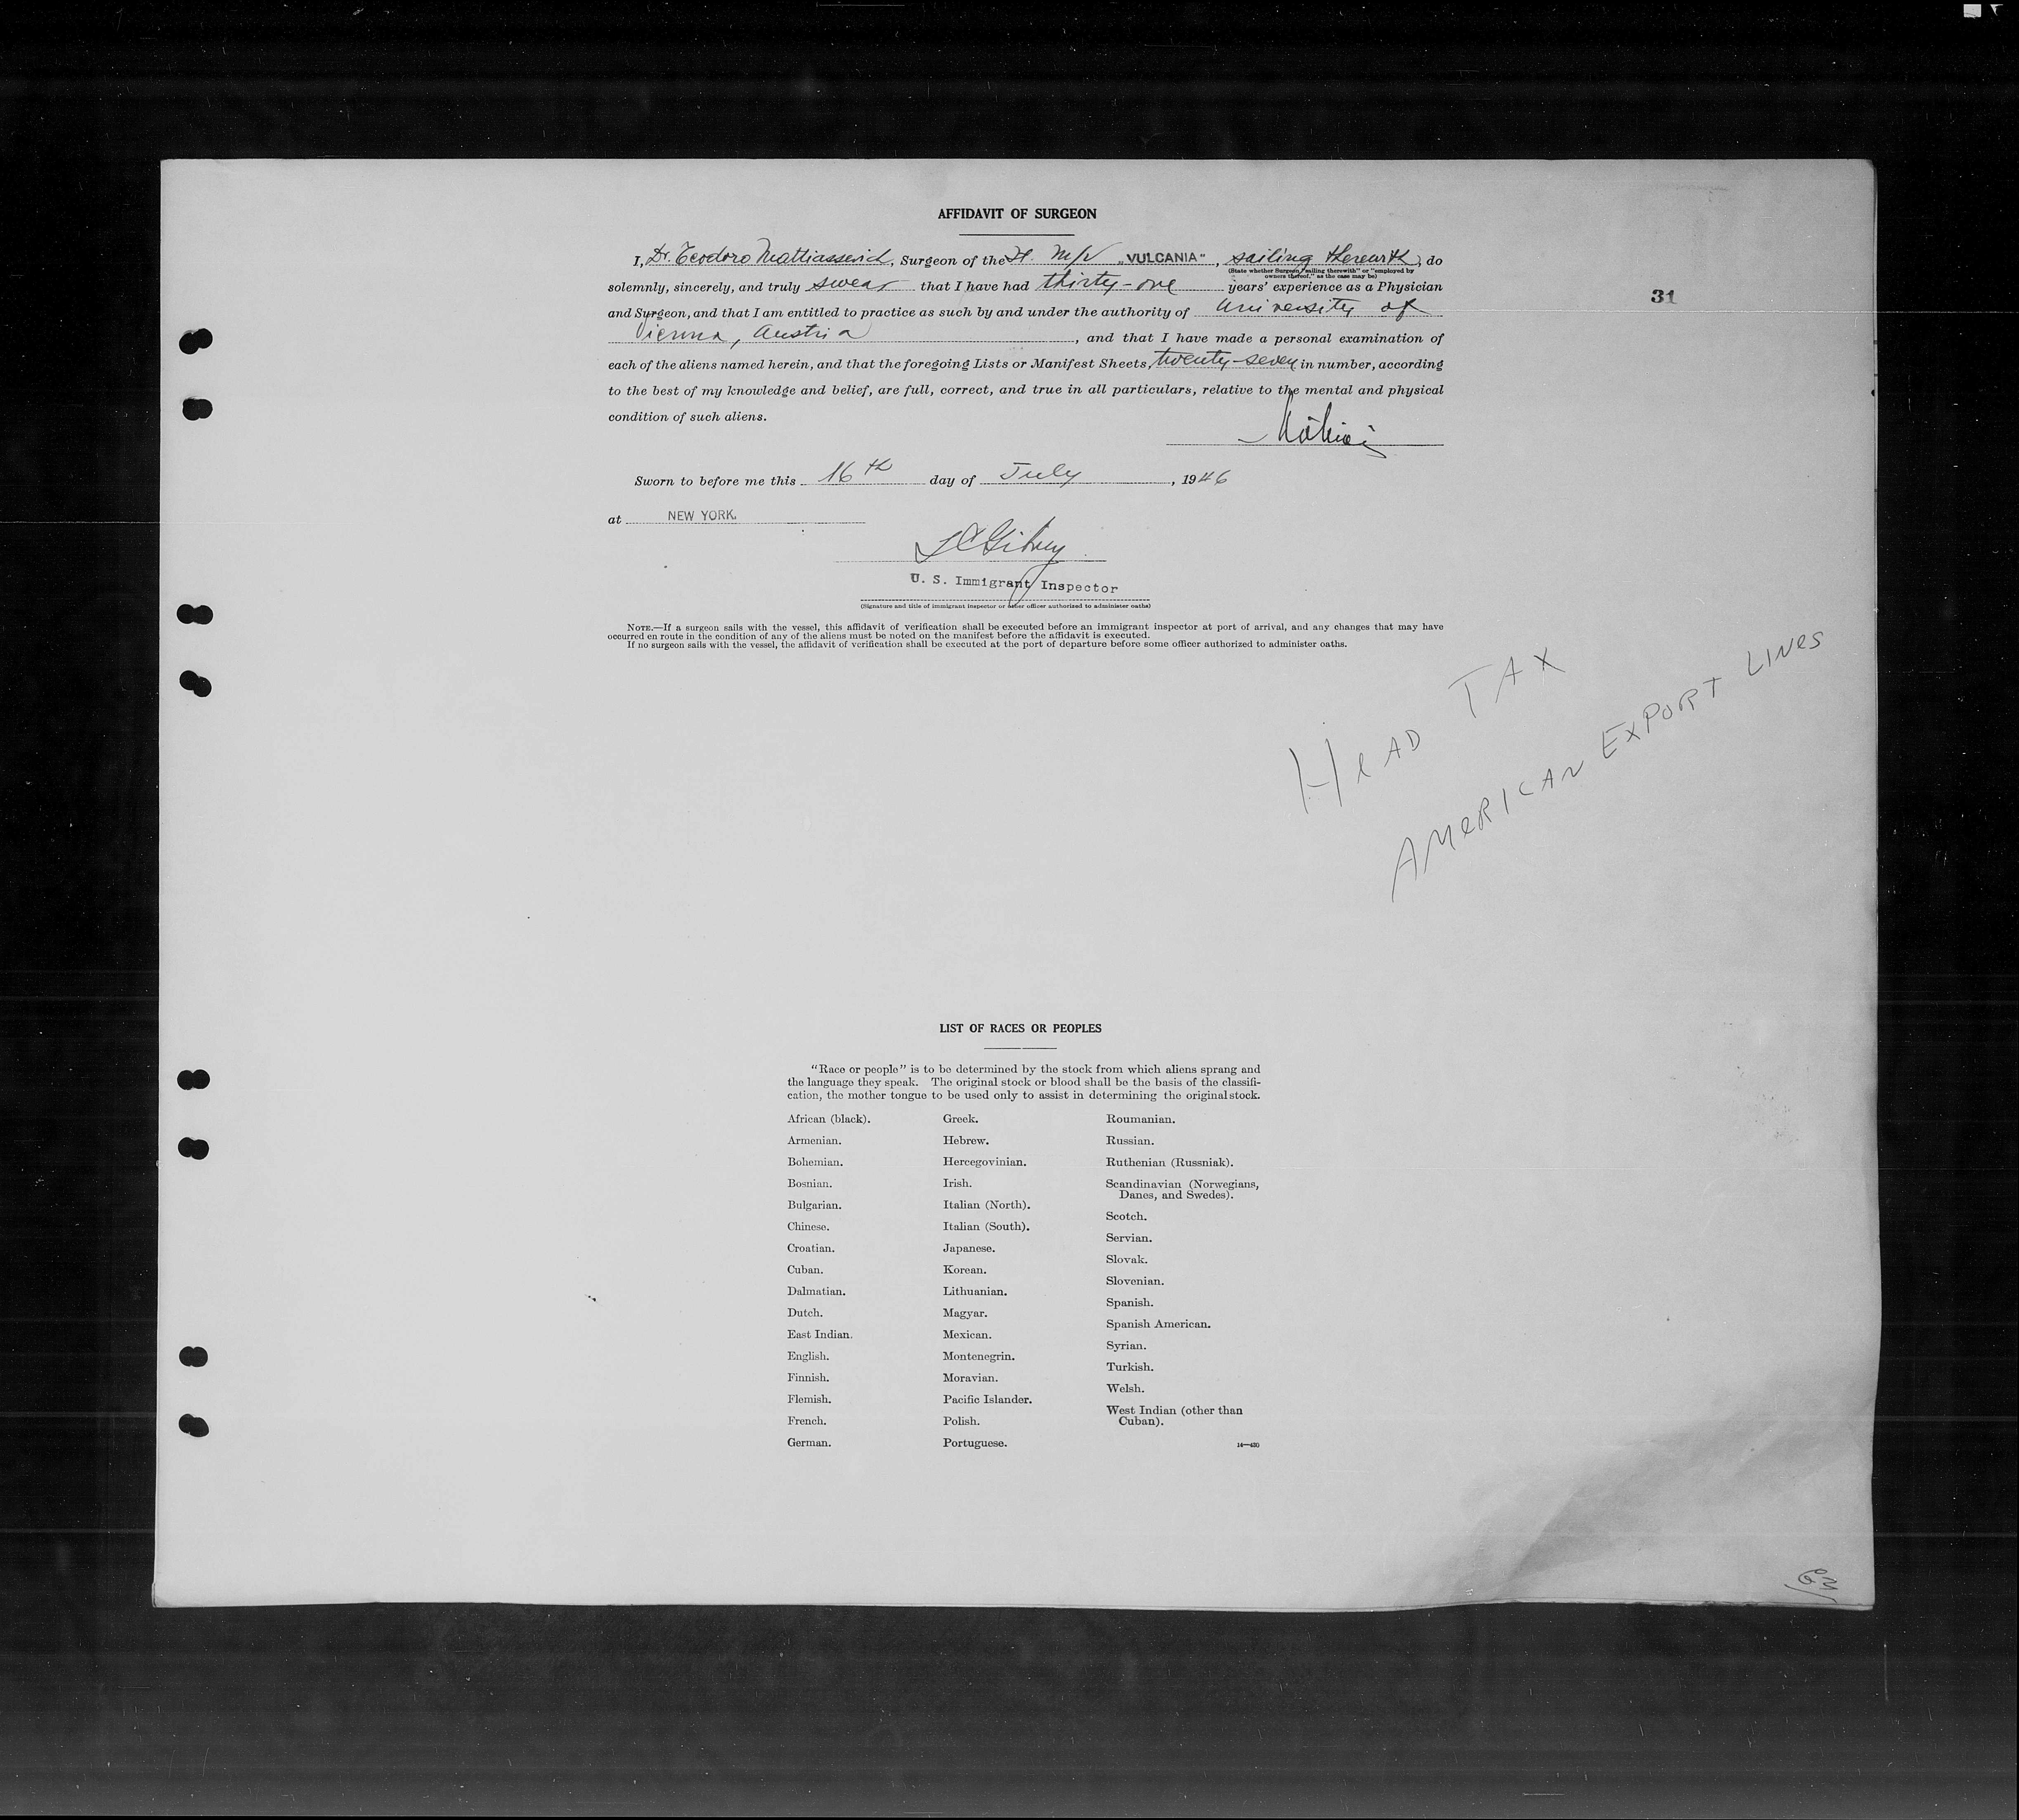 AFFIDAVIT OF SURGEON
I, Dr. Teodoro Mattiassevich, Surgeon of the It. M/V „VULCANIA", sailing therewith, do
(State whether Surgeon "sailing therewith" or "employed by
owners thereof," as the case may be)
solemnly, sincerely, and truly swear that I have had thirty-one years' experience as a Physician
31
and Surgeon, and that I am entitled to practice as such by and under the authority of University of
Vienna, Austria, and that I have made a personal examination of
each of the aliens named herein, and that the foregoing Lists or Manifest Sheets, twenty-seven in number, according
to the best of my knowledge and belief, are full, correct, and true in all particulars, relative to the mental and physical
condition of such aliens.
Sworn to before me this 16th day of July, 1946
at NEW YORK.
U. S. Immigrant Inspector
(Signature and title of immigrant inspector or other officer authorized to administer oaths)
NOTE.—If a surgeon sails with the vessel, this affidavit of verification shall be executed before an immigrant inspector at port of arrival, and any changes that may have
occurred en route in the condition of any of the aliens must be noted on the manifest before the affidavit is executed.
If no surgeon sails with the vessel, the affidavit of verification shall be executed at the port of departure before some officer authorized to administer oaths.
HeAD TAX
AMeRICAN EXPORT LINes
LIST OF RACES OR PEOPLES
"Race or people" is to be determined by the stock from which aliens sprang and
the language they speak. The original stock or blood shall be the basis of the classifi-
cation, the mother tongue to be used only to assist in determining the original stock.
African (black).
Armenian.
Bohemian.
Bosnian.
Bulgarian.
Chinese.
Croatian.
Cuban.
Dalmatian.
Dutch.
East Indian.
English.
Finnish.
Flemish.
French.
German.
Greek.
Hebrew.
Hercegovinian.
Irish.
Italian (North).
Italian (South).
Japanese.
Korean.
Lithuanian.
Magyar.
Mexican.
Montenegrin.
Moravian.
Pacific Islander.
Polish.
Portuguese.
Roumanian.
Russian.
Ruthenian (Russniak).
Scandinavian (Norwegians,
Danes, and Swedes).
Scotch.
Servian.
Slovak.
Slovenian.
Spanish.
Spanish American.
Syrian.
Turkish.
Welsh.
West Indian (other than
Cuban).
14—430